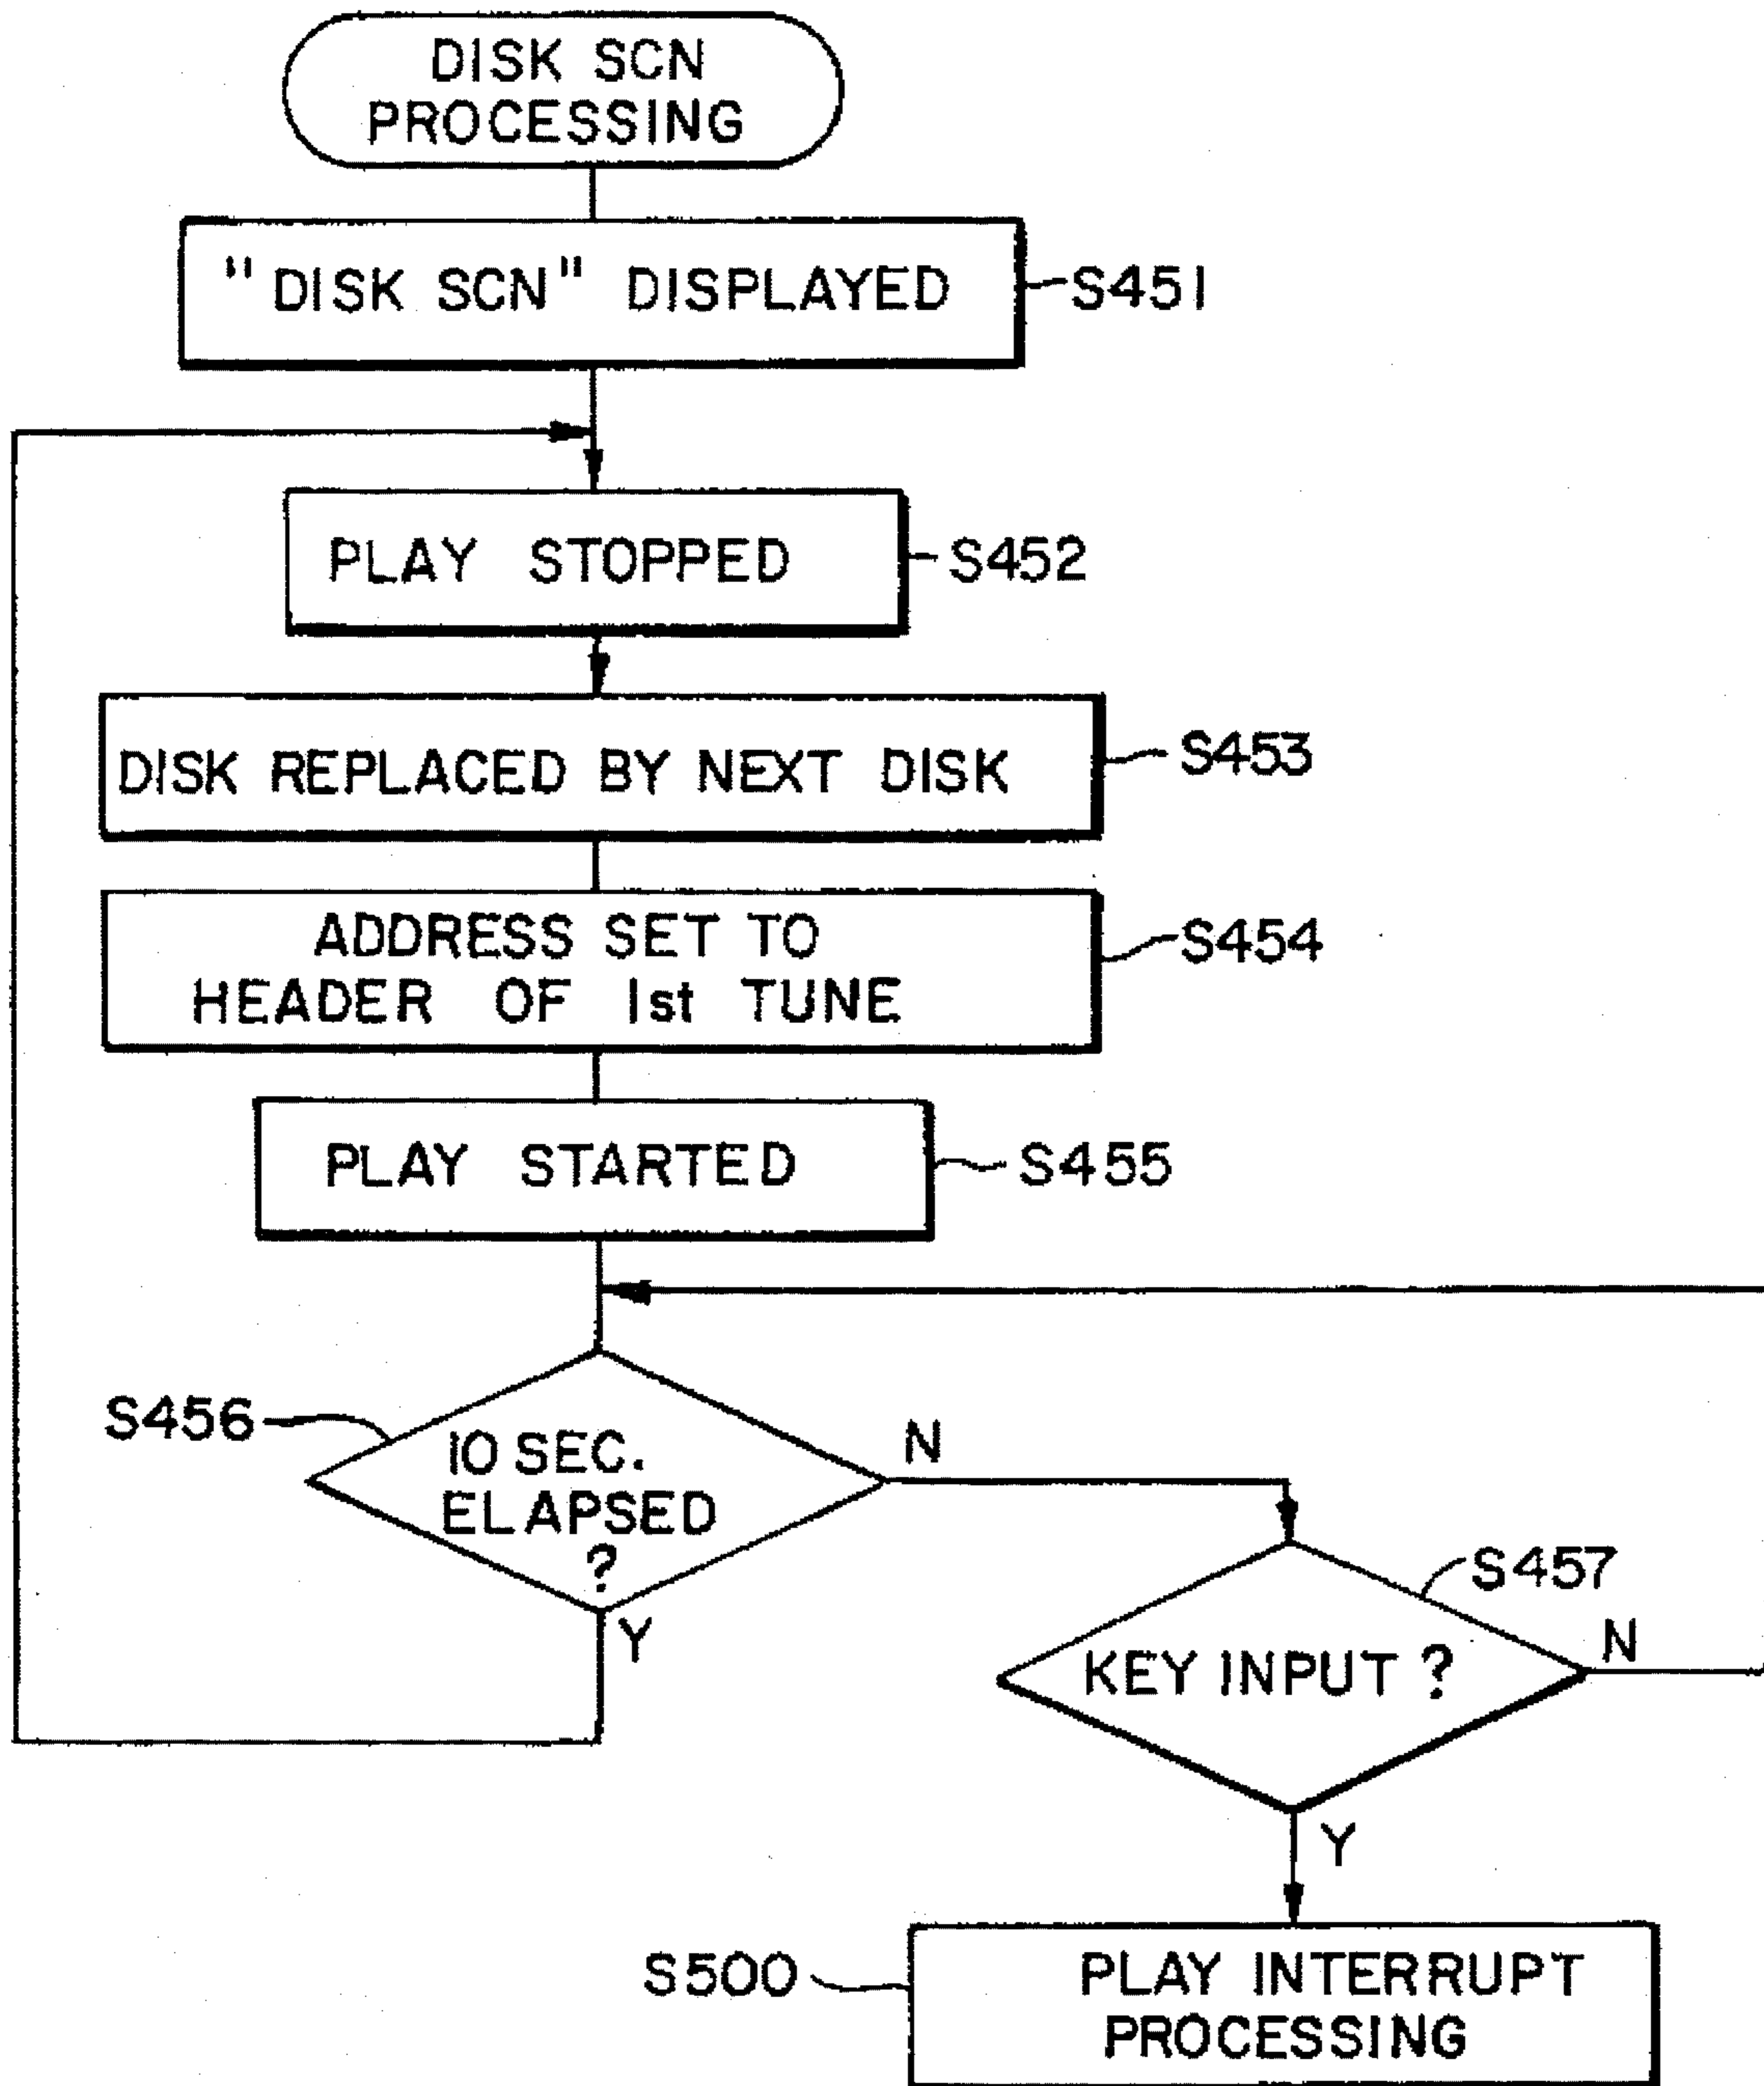 DISK SCN
PROCESSING
"DISK SCN" DISPLAYED
S451
PLAY STOPPED
S452
DISK REPLACED BY NEXT DISK
S453
ADDRESS SET TO
HEADER OF 1st TUNE
S454
PLAY STARTED
S455
S456
10 SEC.
ELAPSED
?
N
Y
S457
KEY INPUT ?
N
Y
S500
PLAY INTERRUPT
PROCESSING